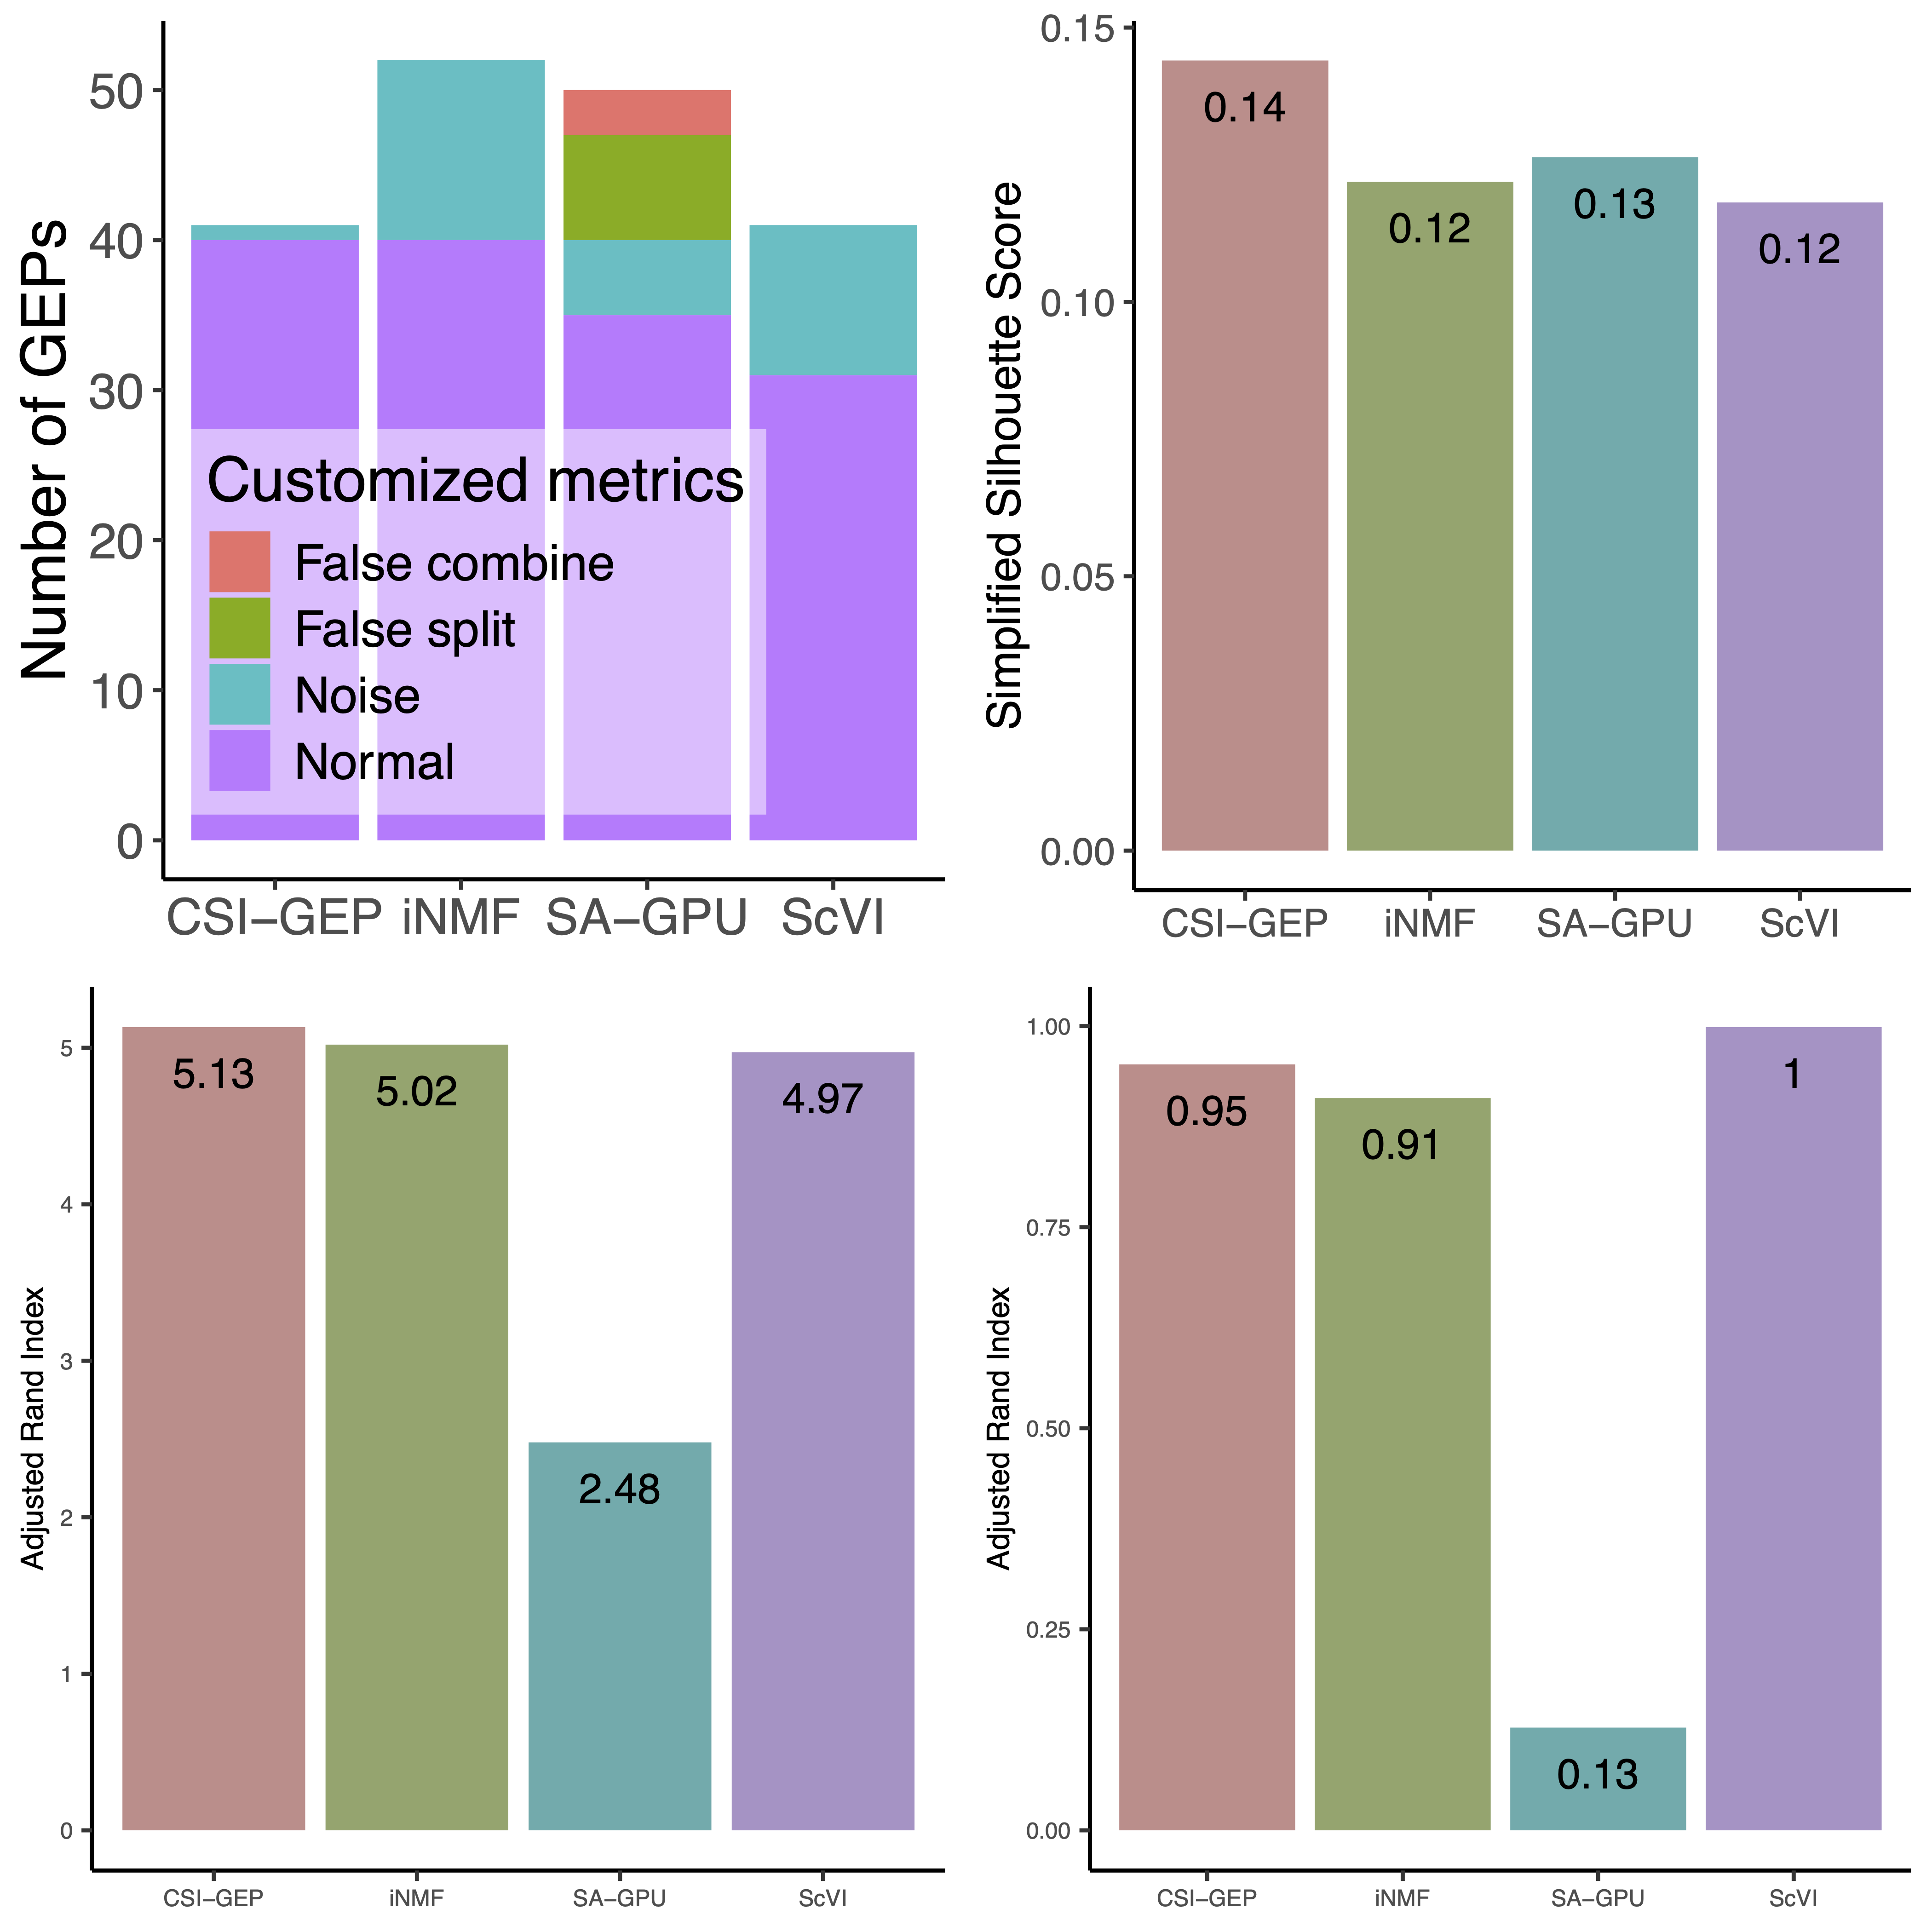 Number of GEPs
50
40
30
20
10
0
Customized metrics
False combine
False split
Noise
Normal
CSI−GEP iNMF SA−GPU ScVI
Simplified Silhouette Score
0.15
0.10
0.05
0.00
0.14
0.12
0.13
0.12
CSI−GEP iNMF SA−GPU ScVI
Adjusted Rand Index
5
4
3
2
1
0
5.13
5.02
2.48
4.97
CSI−GEP iNMF SA−GPU ScVI
Adjusted Rand Index
1.00
0.75
0.50
0.25
0.00
0.95
0.91
0.13
1
CSI−GEP iNMF SA−GPU ScVI